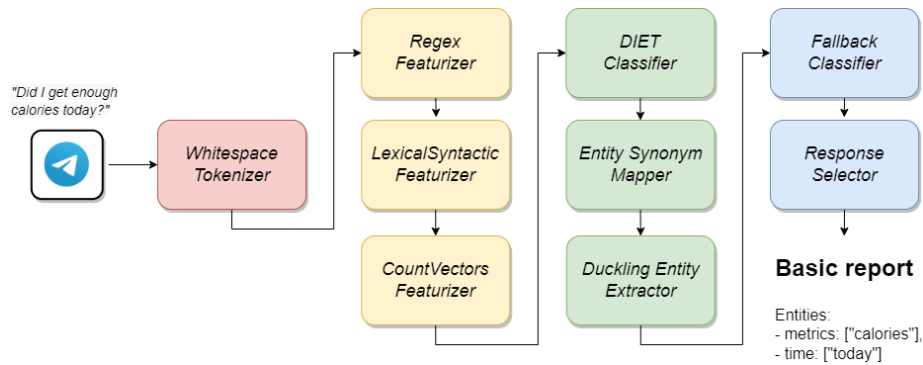 "Did I get enough
calories today?"
Whitespace
Tokenizer
Regex
Featurizer
LexicalSyntactic
Featurizer
CountVectors
Featurizer
DIET
Classifier
Entity Synonym
Mapper
Duckling Entity
Extractor
Fallback
Classifier
Response
Selector
Basic report
Entities:
- metrics: ["calories"],
- time: ["today"]